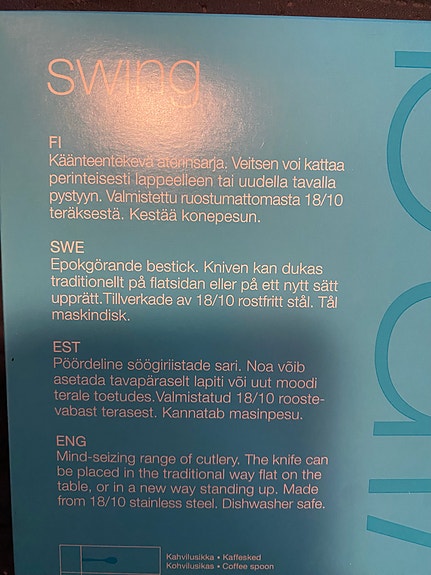 swing
FI
Käänteentekevä aterinsarja. Veitsen voi kattaa
perinteisesti lappeelleen tai uudella tavalla
pystyyn. Valmistettu ruostumattomasta 18/10
teräksestä. Kestää konepesun.
SWE
Epokgörande bestick. Kniven kan dukas
traditionellt på flatsidan eller på ett nytt sätt
upprätt.Tillverkade av 18/10 rostfritt stål. Tål
maskindisk.
EST
Pöördeline söögiriistade sari. Noa võib
asetada tavapäraselt lapiti või uut moodi
terale toetudes.Valmistatud 18/10 rooste-
vabast terasest. Kannatab masinpesu.
ENG
Mind-seizing range of cutlery. The knife can
be placed in the traditional way flat on the
table, or in a new way standing up. Made
from 18/10 stainless steel. Dishwasher safe.
Kahvilusikka • Kaffesked
Kohvilusikas • Coffee spoon